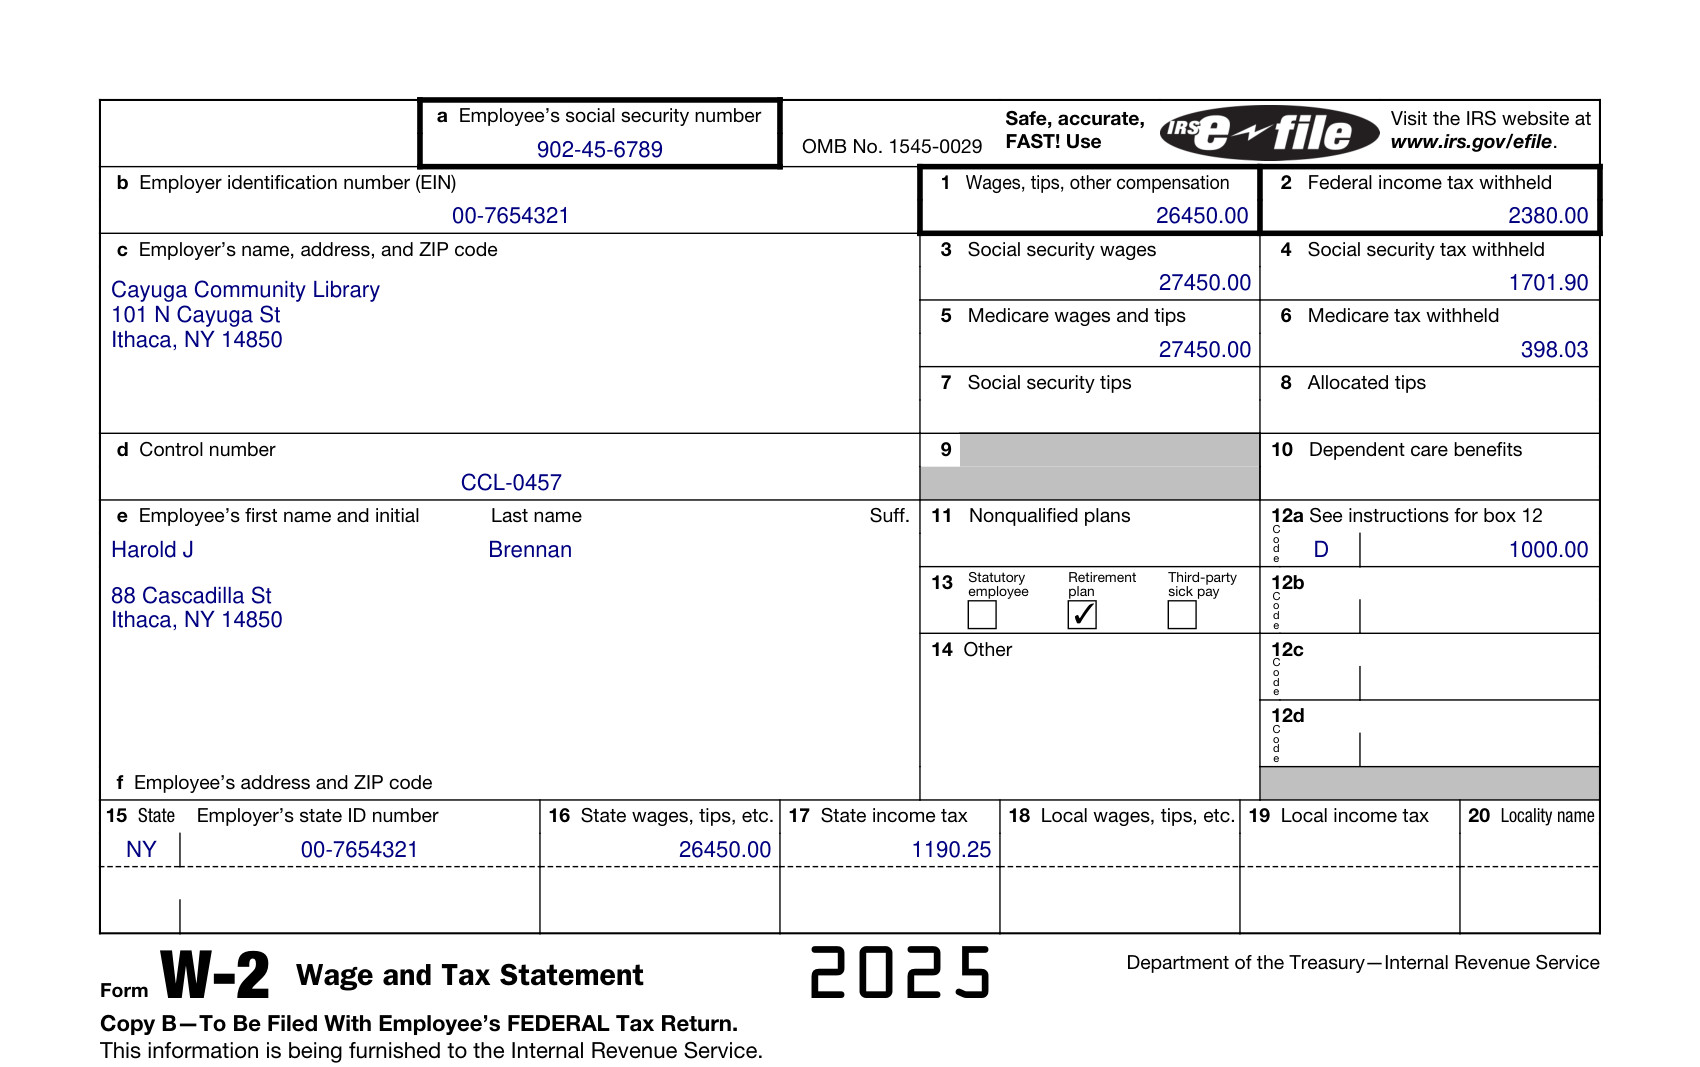 a Employee’s social security number
902-45-6789
OMB No. 1545-0029
Safe, accurate,
FAST! Use
IRS e-file
Visit the IRS website at
www.irs.gov/efile.
b Employer identification number (EIN)
00-7654321
1 Wages, tips, other compensation
26450.00
2 Federal income tax withheld
2380.00
c Employer’s name, address, and ZIP code
Cayuga Community Library
101 N Cayuga St
Ithaca, NY 14850
3 Social security wages
27450.00
4 Social security tax withheld
1701.90
5 Medicare wages and tips
27450.00
6 Medicare tax withheld
398.03
7 Social security tips
8 Allocated tips
d Control number
CCL-0457
9
10 Dependent care benefits
e Employee’s first name and initial Last name Suff.
Harold J Brennan
88 Cascadilla St
Ithaca, NY 14850
11 Nonqualified plans
12a See instructions for box 12
Code D 1000.00
13 Statutory employee Retirement plan Third-party sick pay
✓
12b
Code
14 Other
12c
Code
12d
Code
f Employee’s address and ZIP code
15 State Employer’s state ID number 16 State wages, tips, etc. 17 State income tax 18 Local wages, tips, etc. 19 Local income tax 20 Locality name
NY 00-7654321 26450.00 1190.25
Form W-2 Wage and Tax Statement
2025
Department of the Treasury—Internal Revenue Service
Copy B—To Be Filed With Employee’s FEDERAL Tax Return.
This information is being furnished to the Internal Revenue Service.